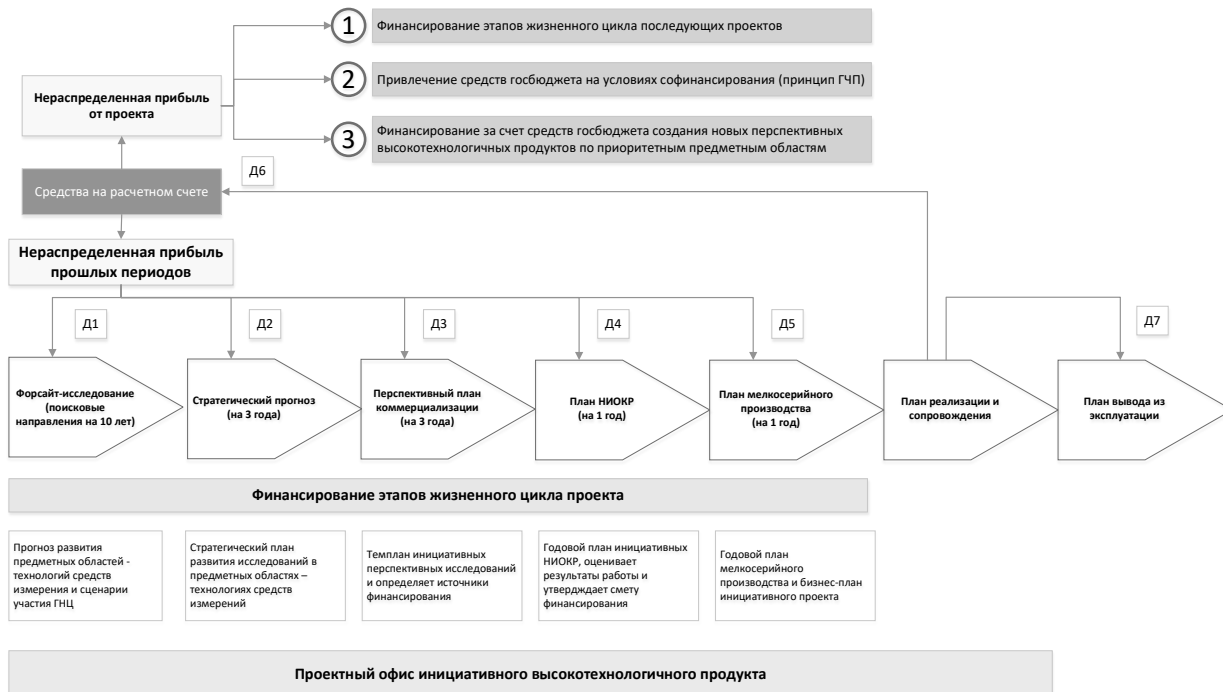 1
Финансирование этапов жизненного цикла последующих проектов
2
Привлечение средств госбюджета на условиях софинансирования (принцип ГЧП)
Нераспределенная прибыль
от проекта
3
Финансирование за счет средств госбюджета создания новых перспективных
высокотехнологичных продуктов по приоритетным предметным областям
Д6
Средства на расчетном счете
Нераспределенная прибыль
прошлых периодов
Д1
Д2
Д3
Д4
Д5
Д7
Форсайт-исследование
(поисковые
направления на 10 лет)
Стратегический прогноз
(на 3 года)
Перспективный план
коммерциализации
(на 3 года)
План НИОКР
(на 1 год)
План мелкосерийного
производства
(на 1 год)
План реализации и
сопровождения
План вывода из
эксплуатации
Финансирование этапов жизненного цикла проекта
Прогноз развития
предметных областей -
технологий средств
измерения и сценарии
участия ГНЦ
Стратегический план
развития исследований в
предметных областях –
технологиях средств
измерений
Темплан инициативных
перспективных исследований
и определяет источники
финансирования
Годовой план инициативных
НИОКР, оценивает
результаты работы и
утверждает смету
финансирования
Годовой план
мелкосерийного
производства и бизнес-план
инициативного проекта
Проектный офис инициативного высокотехнологичного продукта